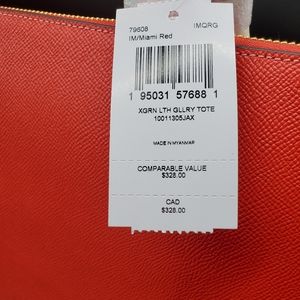 79608 IMQRG
IM/Miami Red
1 95031 57688 1
XGRN LTH GLLRY TOTE
10011305JAX
MADE IN MYANMAR
COMPARABLE VALUE
$328.00
CAD
$328.00